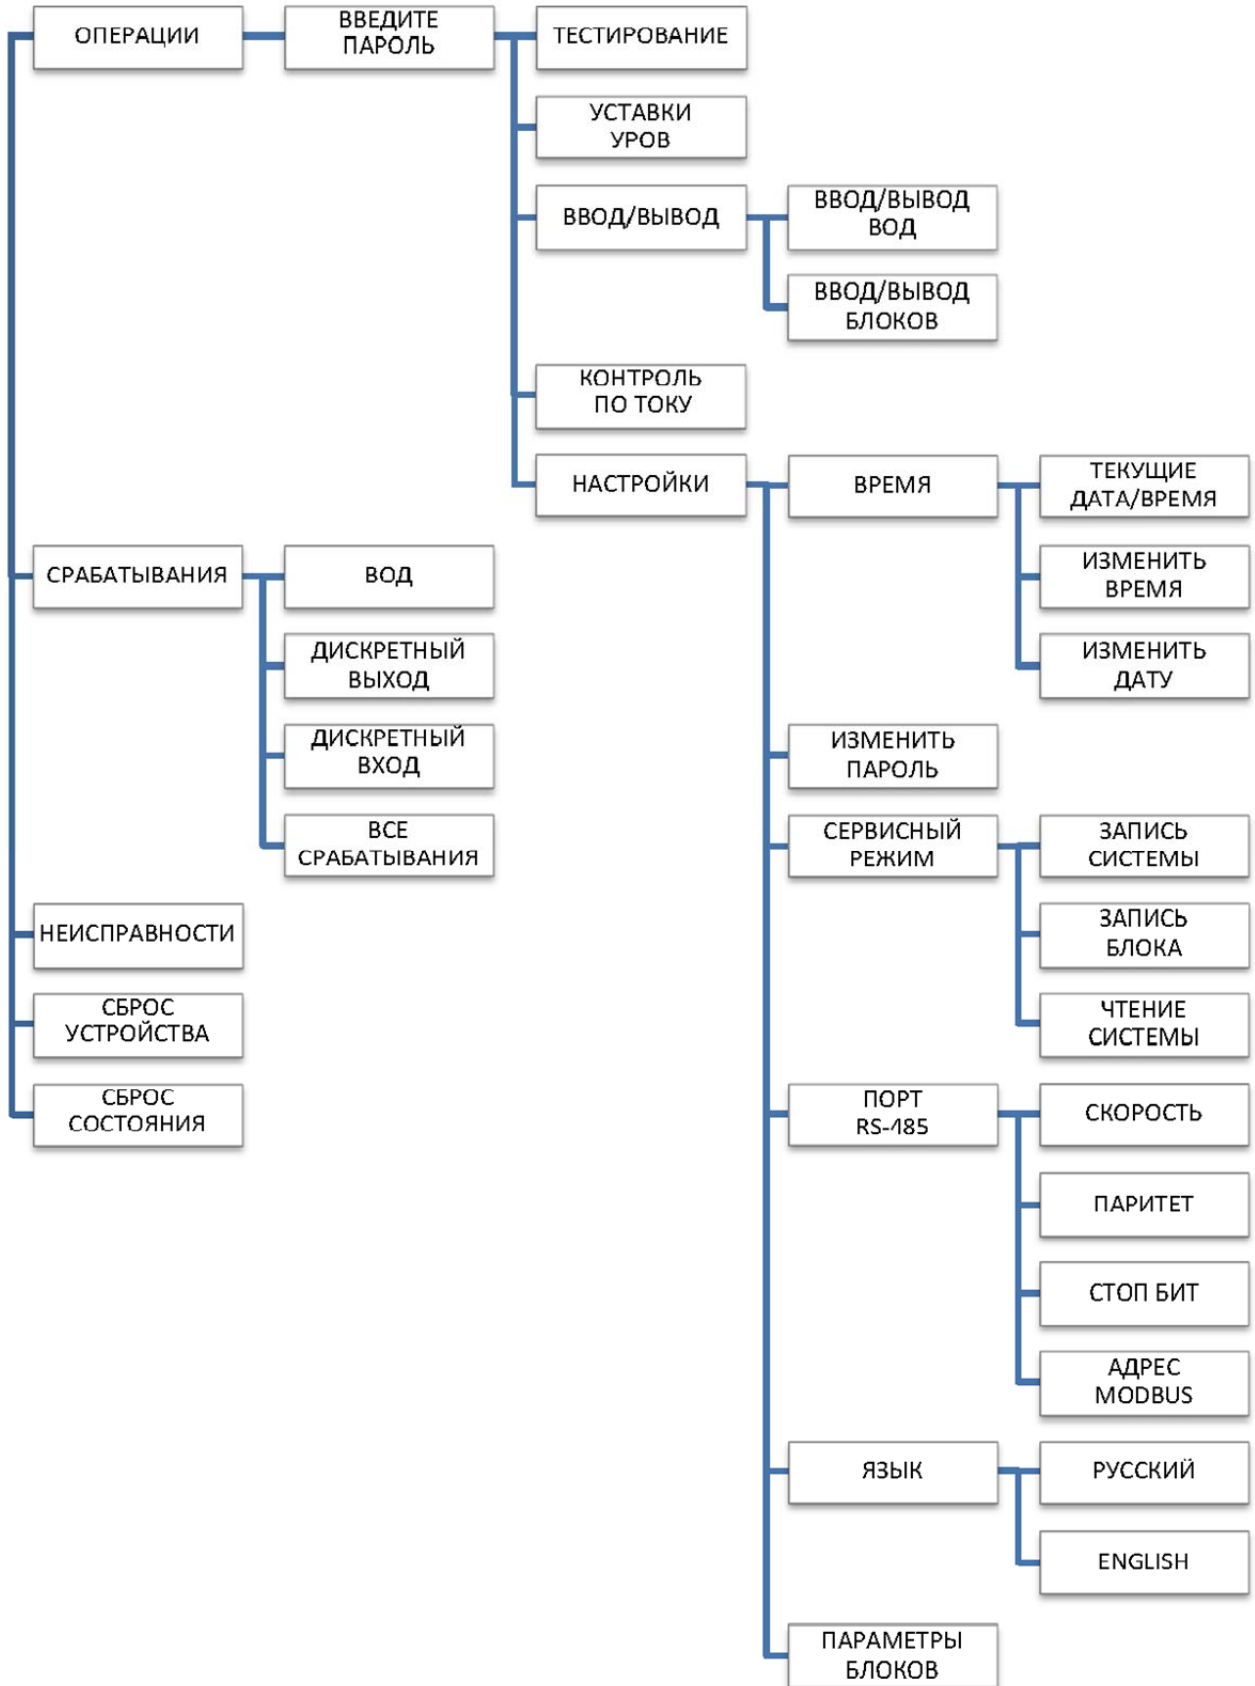 ОПЕРАЦИИ
ВВЕДИТЕ
ПАРОЛЬ
ТЕСТИРОВАНИЕ
УСТАВКИ
УРОВ
ВВОД/ВЫВОД
ВВОД/ВЫВОД
ВОД
ВВОД/ВЫВОД
БЛОКОВ
КОНТРОЛЬ
ПО ТОКУ
НАСТРОЙКИ
ВРЕМЯ
ТЕКУЩИЕ
ДАТА/ВРЕМЯ
ИЗМЕНИТЬ
ВРЕМЯ
ИЗМЕНИТЬ
ДАТУ
ИЗМЕНИТЬ
ПАРОЛЬ
СЕРВИСНЫЙ
РЕЖИМ
ЗАПИСЬ
СИСТЕМЫ
ЗАПИСЬ
БЛОКА
ЧТЕНИЕ
СИСТЕМЫ
ПОРТ
RS-485
СКОРОСТЬ
ПАРИТЕТ
СТОП БИТ
АДРЕС
MODBUS
ЯЗЫК
РУССКИЙ
ENGLISH
ПАРАМЕТРЫ
БЛОКОВ
СРАБАТЫВАНИЯ
ВОД
ДИСКРЕТНЫЙ
ВЫХОД
ДИСКРЕТНЫЙ
ВХОД
ВСЕ
СРАБАТЫВАНИЯ
НЕИСПРАВНОСТИ
СБРОС
УСТРОЙСТВА
СБРОС
СОСТОЯНИЯ